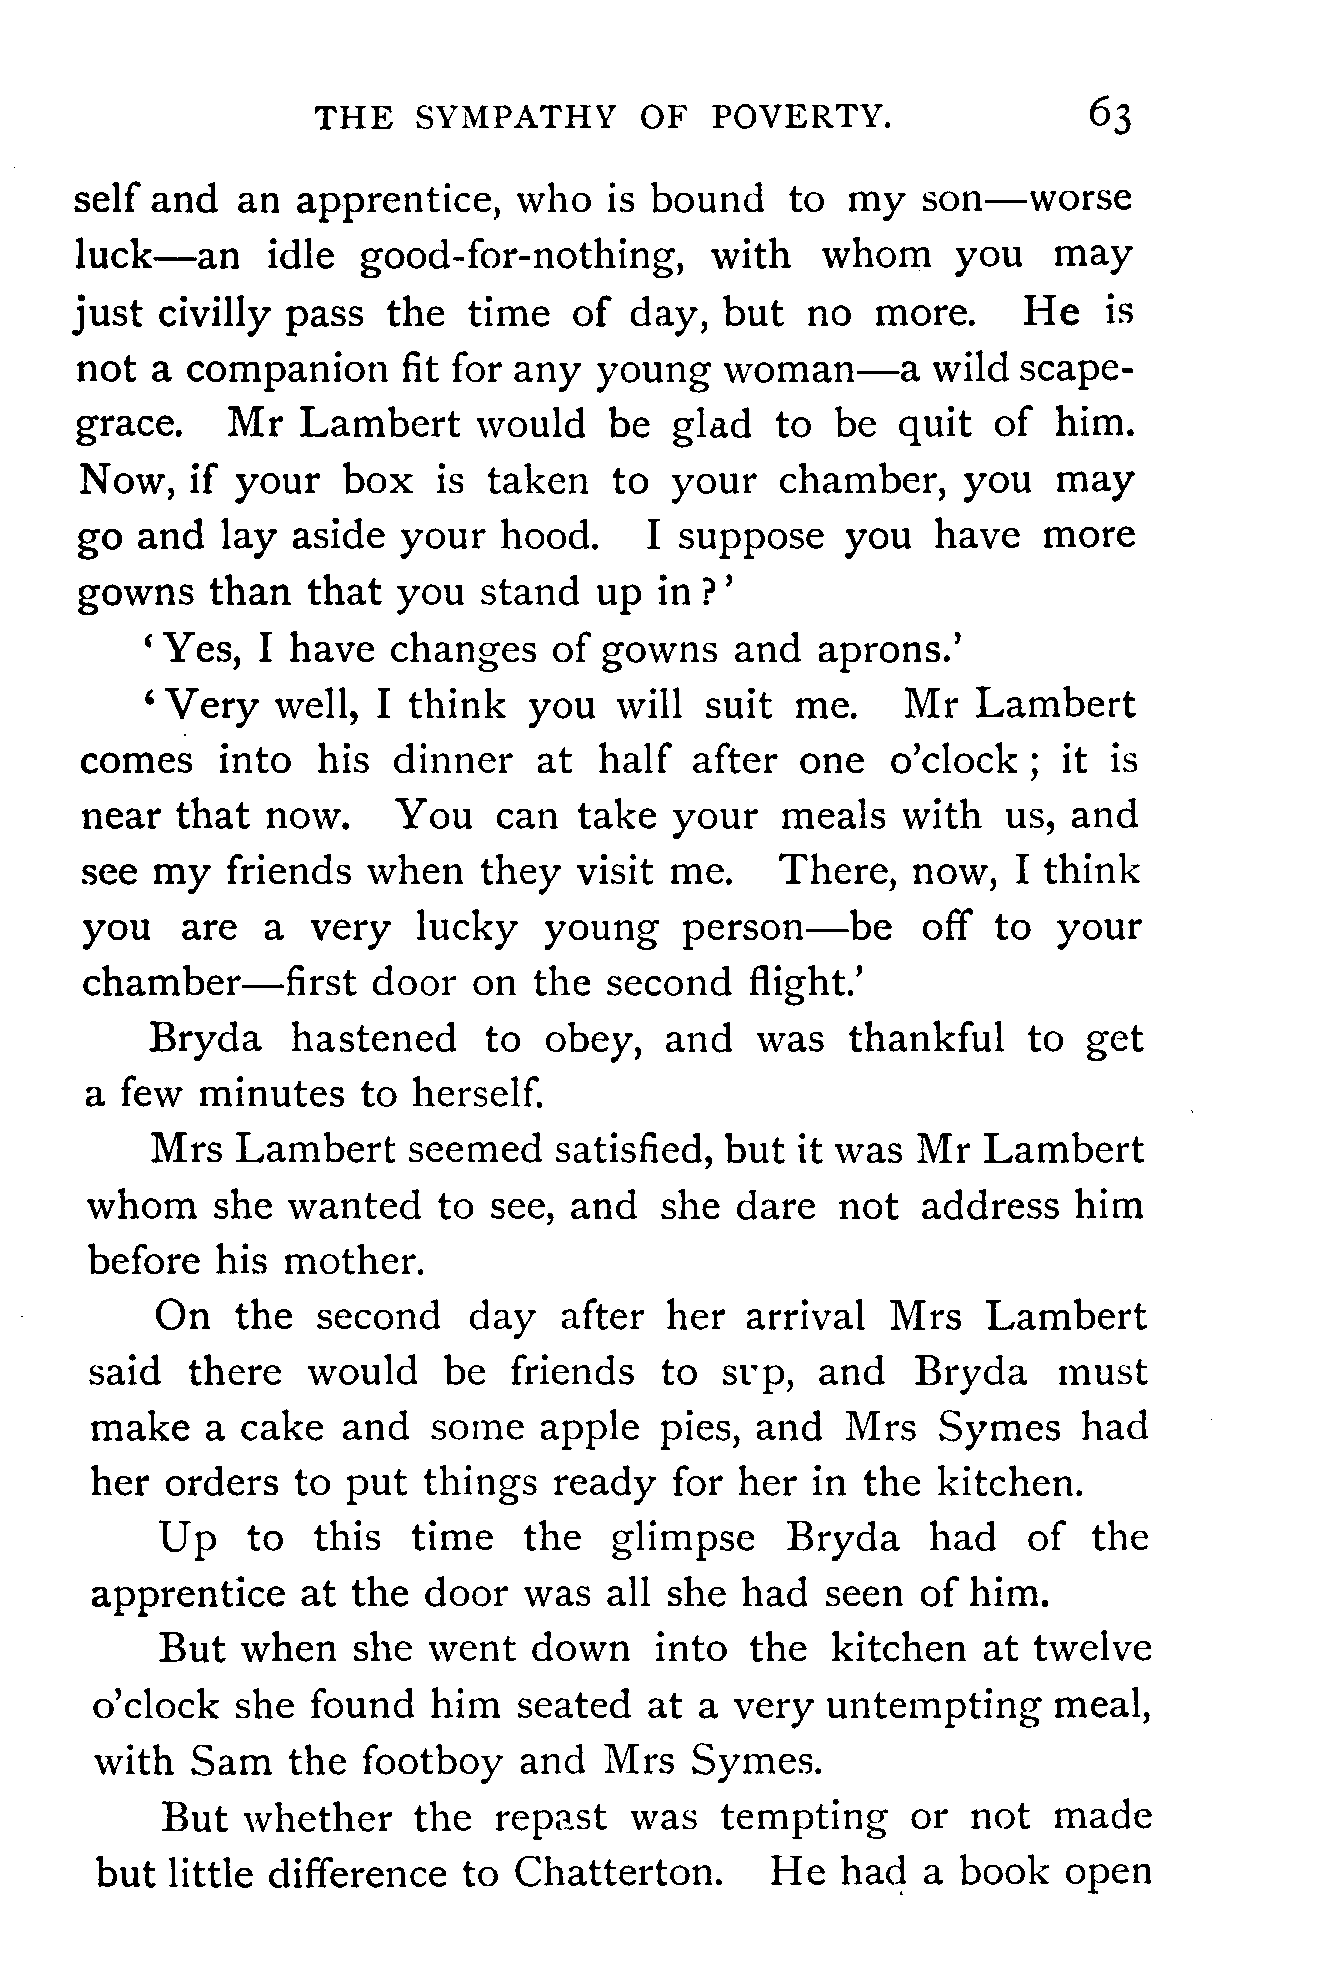 THE SYMPATHY OF POVERTY. 63
self and an apprentice, who is bound to my son—worse
luck—an idle good-for-nothing, with whom you may
just civilly pass the time of day, but no more. He is
not a companion fit for any young woman—a wild scape-
grace. Mr Lambert would be glad to be quit of him.
Now, if your box is taken to your chamber, you may
go and lay aside your hood. I suppose you have more
gowns than that you stand up in?’
‘Yes, I have changes of gowns and aprons.’
‘Very well, I think you will suit me. Mr Lambert
comes into his dinner at half after one o’clock; it is
near that now. You can take your meals with us, and
see my friends when they visit me. There, now, I think
you are a very lucky young person—be off to your
chamber—first door on the second flight.’
Bryda hastened to obey, and was thankful to get
a few minutes to herself.
Mrs Lambert seemed satisfied, but it was Mr Lambert
whom she wanted to see, and she dare not address him
before his mother.
On the second day after her arrival Mrs Lambert
said there would be friends to sup, and Bryda must
make a cake and some apple pies, and Mrs Symes had
her orders to put things ready for her in the kitchen.
Up to this time the glimpse Bryda had of the
apprentice at the door was all she had seen of him.
But when she went down into the kitchen at twelve
o’clock she found him seated at a very untempting meal,
with Sam the footboy and Mrs Symes.
But whether the repast was tempting or not made
but little difference to Chatterton. He had a book open